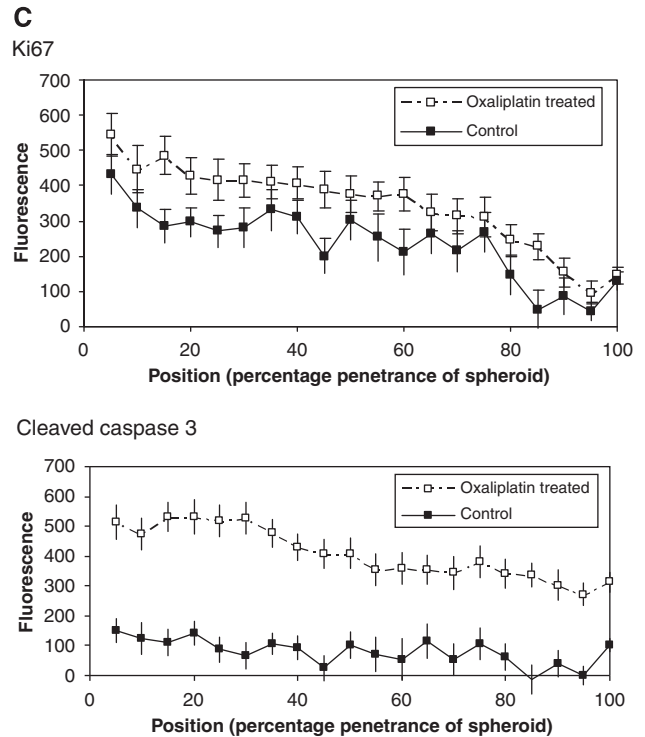 C
Ki67
700
600
500
400
300
200
100
0
Fluorescence
Oxaliplatin treated
Control
0 20 40 60 80 100
Position (percentage penetrance of spheroid)
Cleaved caspase 3
700
600
500
400
300
200
100
0
Fluorescence
Oxaliplatin treated
Control
0 20 40 60 80 100
Position (percentage penetrance of spheroid)